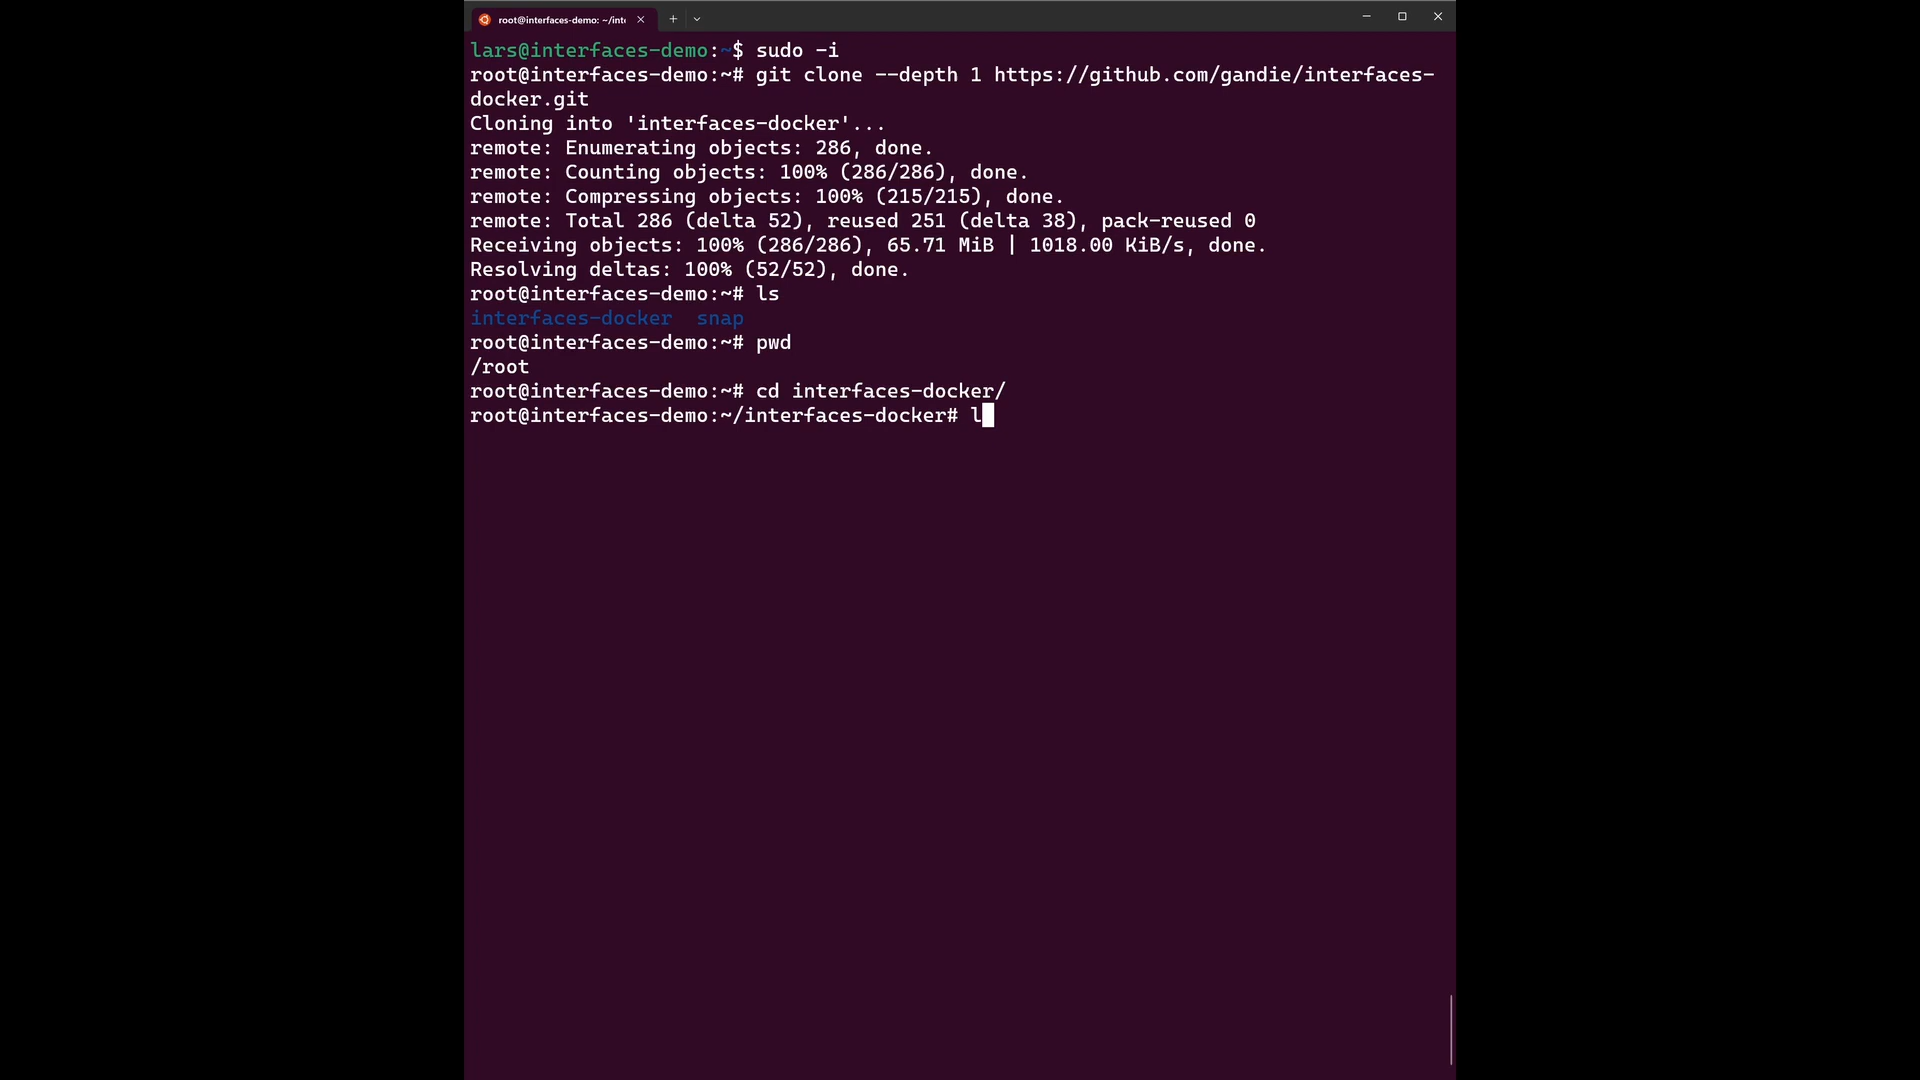 root@interfaces-demo: ~/int
lars@interfaces-demo:~$ sudo -i
root@interfaces-demo:~# git clone --depth 1 https://github.com/gandie/interfaces-
docker.git
Cloning into 'interfaces-docker'...
remote: Enumerating objects: 286, done.
remote: Counting objects: 100% (286/286), done.
remote: Compressing objects: 100% (215/215), done.
remote: Total 286 (delta 52), reused 251 (delta 38), pack-reused 0
Receiving objects: 100% (286/286), 65.71 MiB | 1018.00 KiB/s, done.
Resolving deltas: 100% (52/52), done.
root@interfaces-demo:~# ls
interfaces-docker  snap
root@interfaces-demo:~# pwd
/root
root@interfaces-demo:~# cd interfaces-docker/
root@interfaces-demo:~/interfaces-docker# l